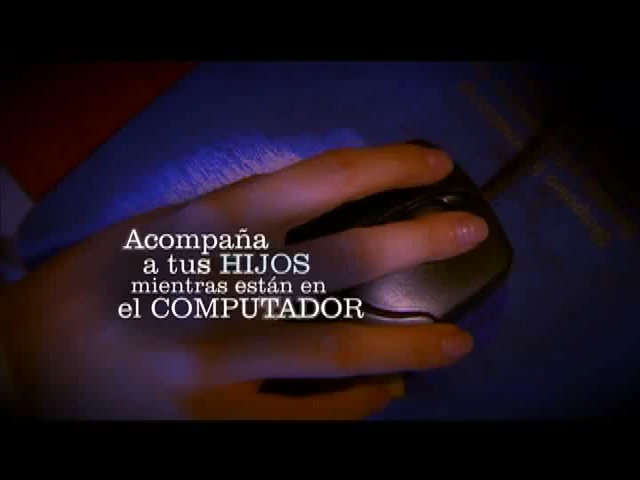 Acompaña
a tus HIJOS
mientras están en
el COMPUTADOR